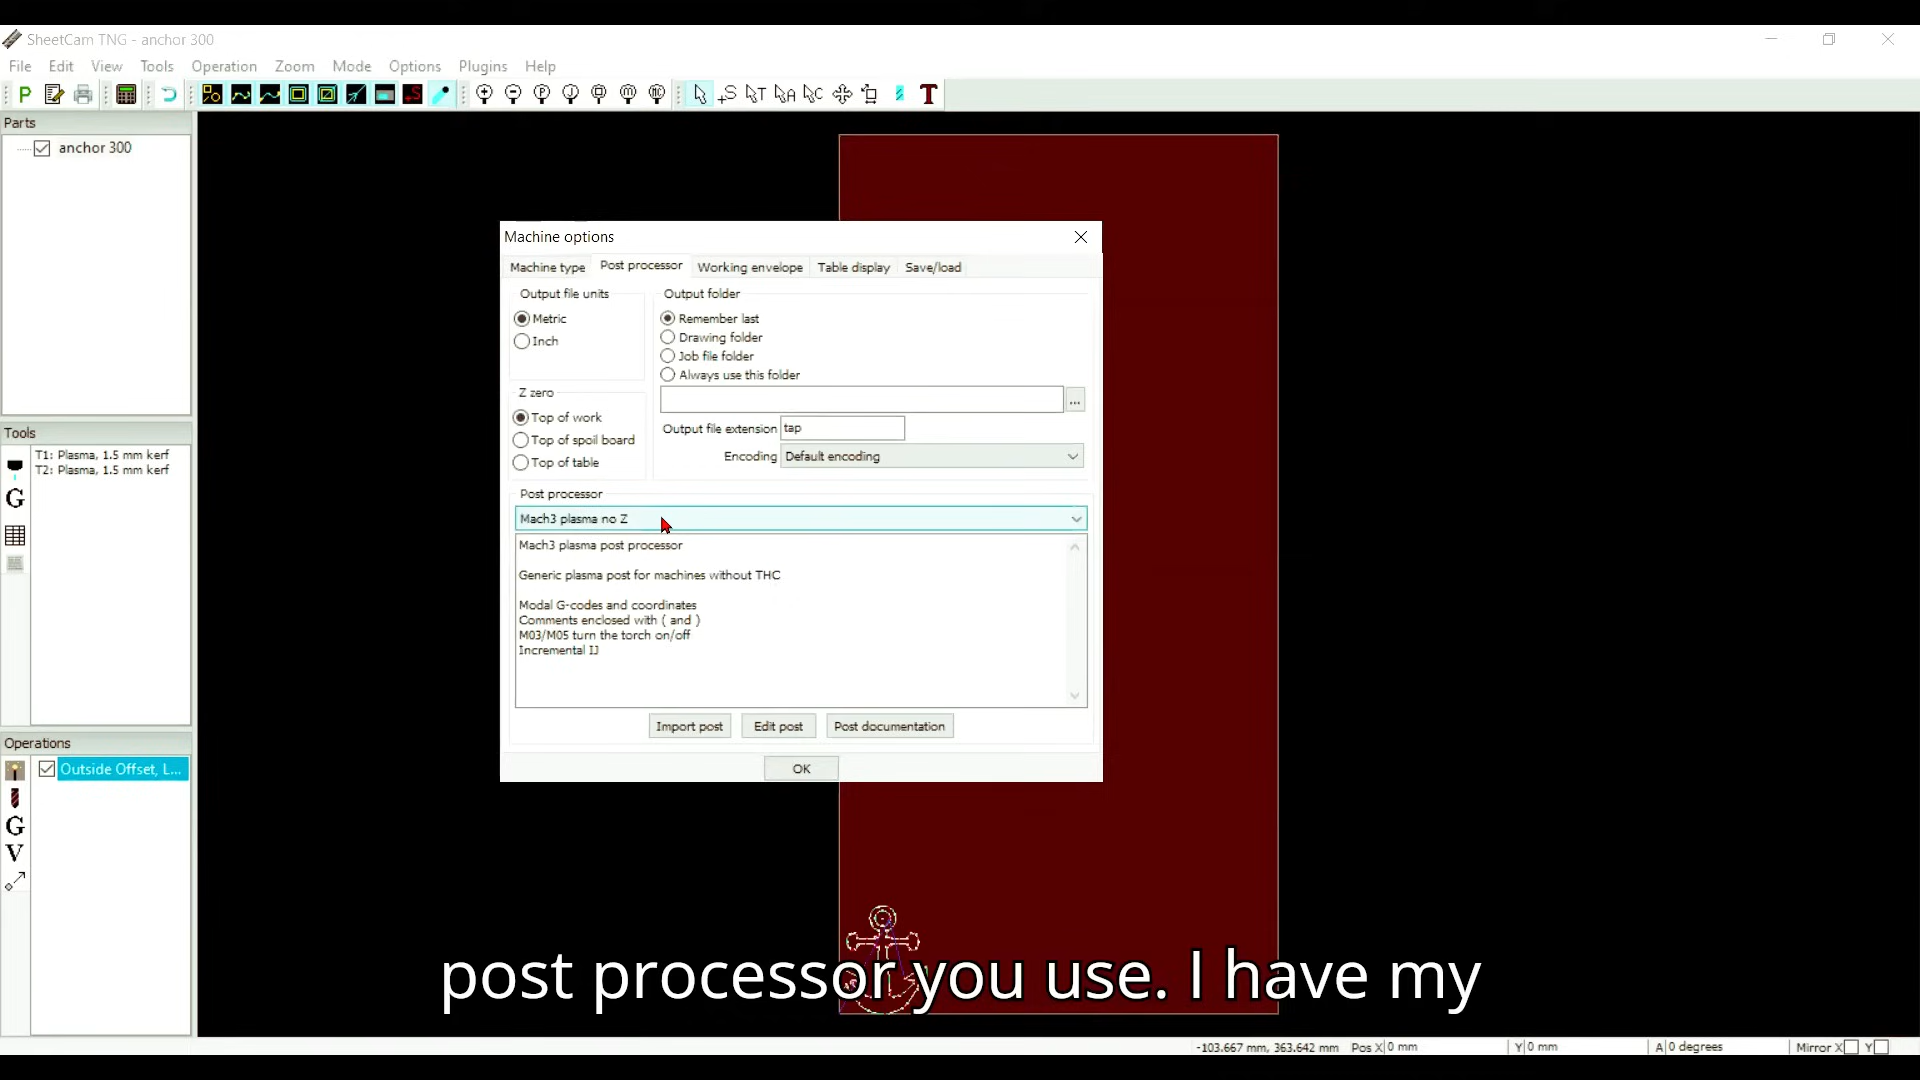 SheetCam TNG - anchor 300
File Edit View Tools Operation Zoom Mode Options Plugins Help
P
S T A C T
Parts
anchor 300
Tools
T1: Plasma, 1.5 mm kerf
T2: Plasma, 1.5 mm kerf
G
Operations
Outside Offset, L...
G
V
Machine options
Machine type Post processor Working envelope Table display Save/load
Output file units
Metric
Inch
Z zero
Top of work
Top of spoil board
Top of table
Output folder
Remember last
Drawing folder
Job file folder
Always use this folder
...
Output file extension tap
Encoding Default encoding
Post processor
Mach3 plasma no Z
Mach3 plasma post processor
Generic plasma post for machines without THC
Modal G-codes and coordinates
Comments enclosed with ( and )
M03/M05 turn the torch on/off
Incremental IJ
Import post Edit post Post documentation
OK
post processor you use. I have my
-103.667 mm, 363.642 mm Pos X 0 mm Y 0 mm A 0 degrees Mirror X Y